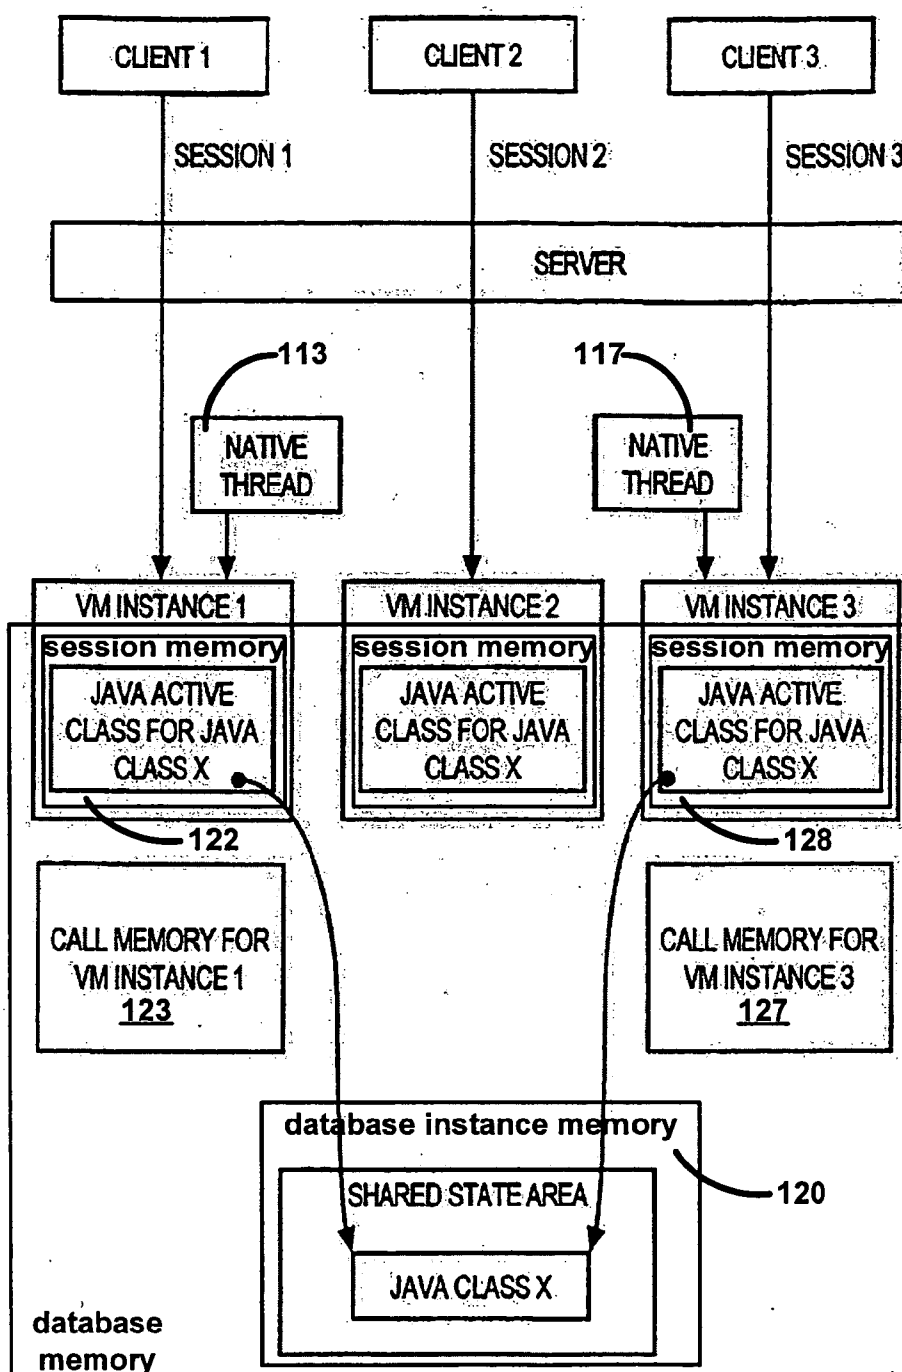 CLIENT 1
CLIENT 2
CLIENT 3
SESSION 1
SESSION 2
SESSION 3
SERVER
113
117
NATIVE
THREAD
NATIVE
THREAD
VM INSTANCE 1
session memory
JAVA ACTIVE
CLASS FOR JAVA
CLASS X
VM INSTANCE 2
session memory
JAVA ACTIVE
CLASS FOR JAVA
CLASS X
VM INSTANCE 3
session memory
JAVA ACTIVE
CLASS FOR JAVA
CLASS X
122
128
CALL MEMORY FOR
VM INSTANCE 1
123
CALL MEMORY FOR
VM INSTANCE 3
127
database instance memory
120
SHARED STATE AREA
JAVA CLASS X
database
memory